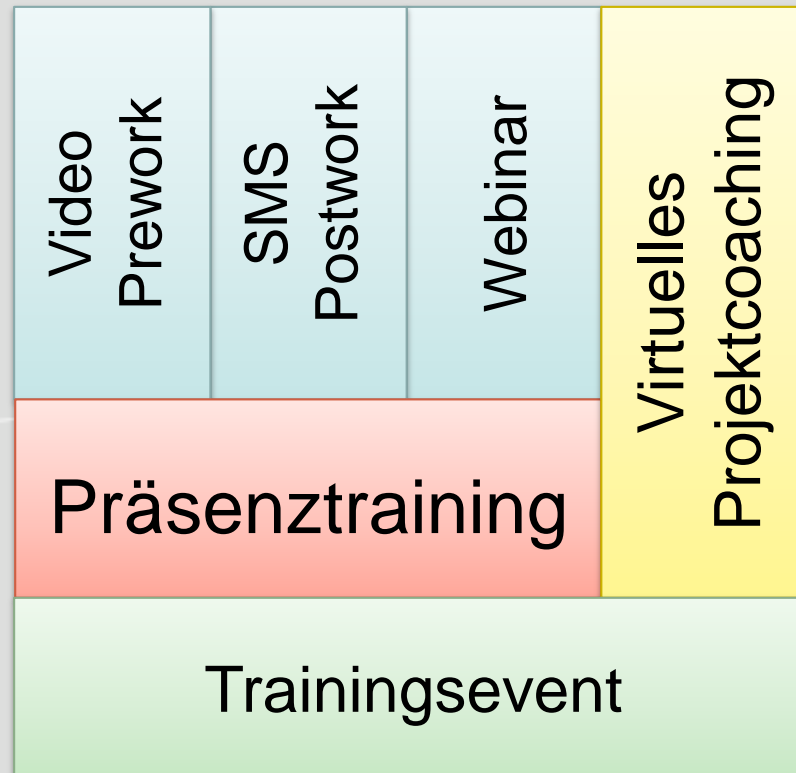 Video
Prework
SMS
Postwork
Webinar
Virtuelles
Projektcoaching
Präsenztraining
Trainingsevent